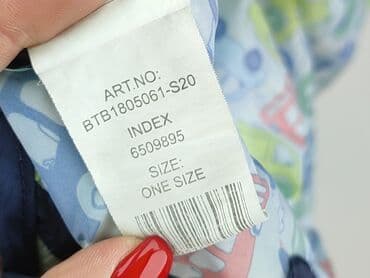 ART.NO:
BTB1805061-S20
INDEX
6509895
SIZE:
ONE SIZE